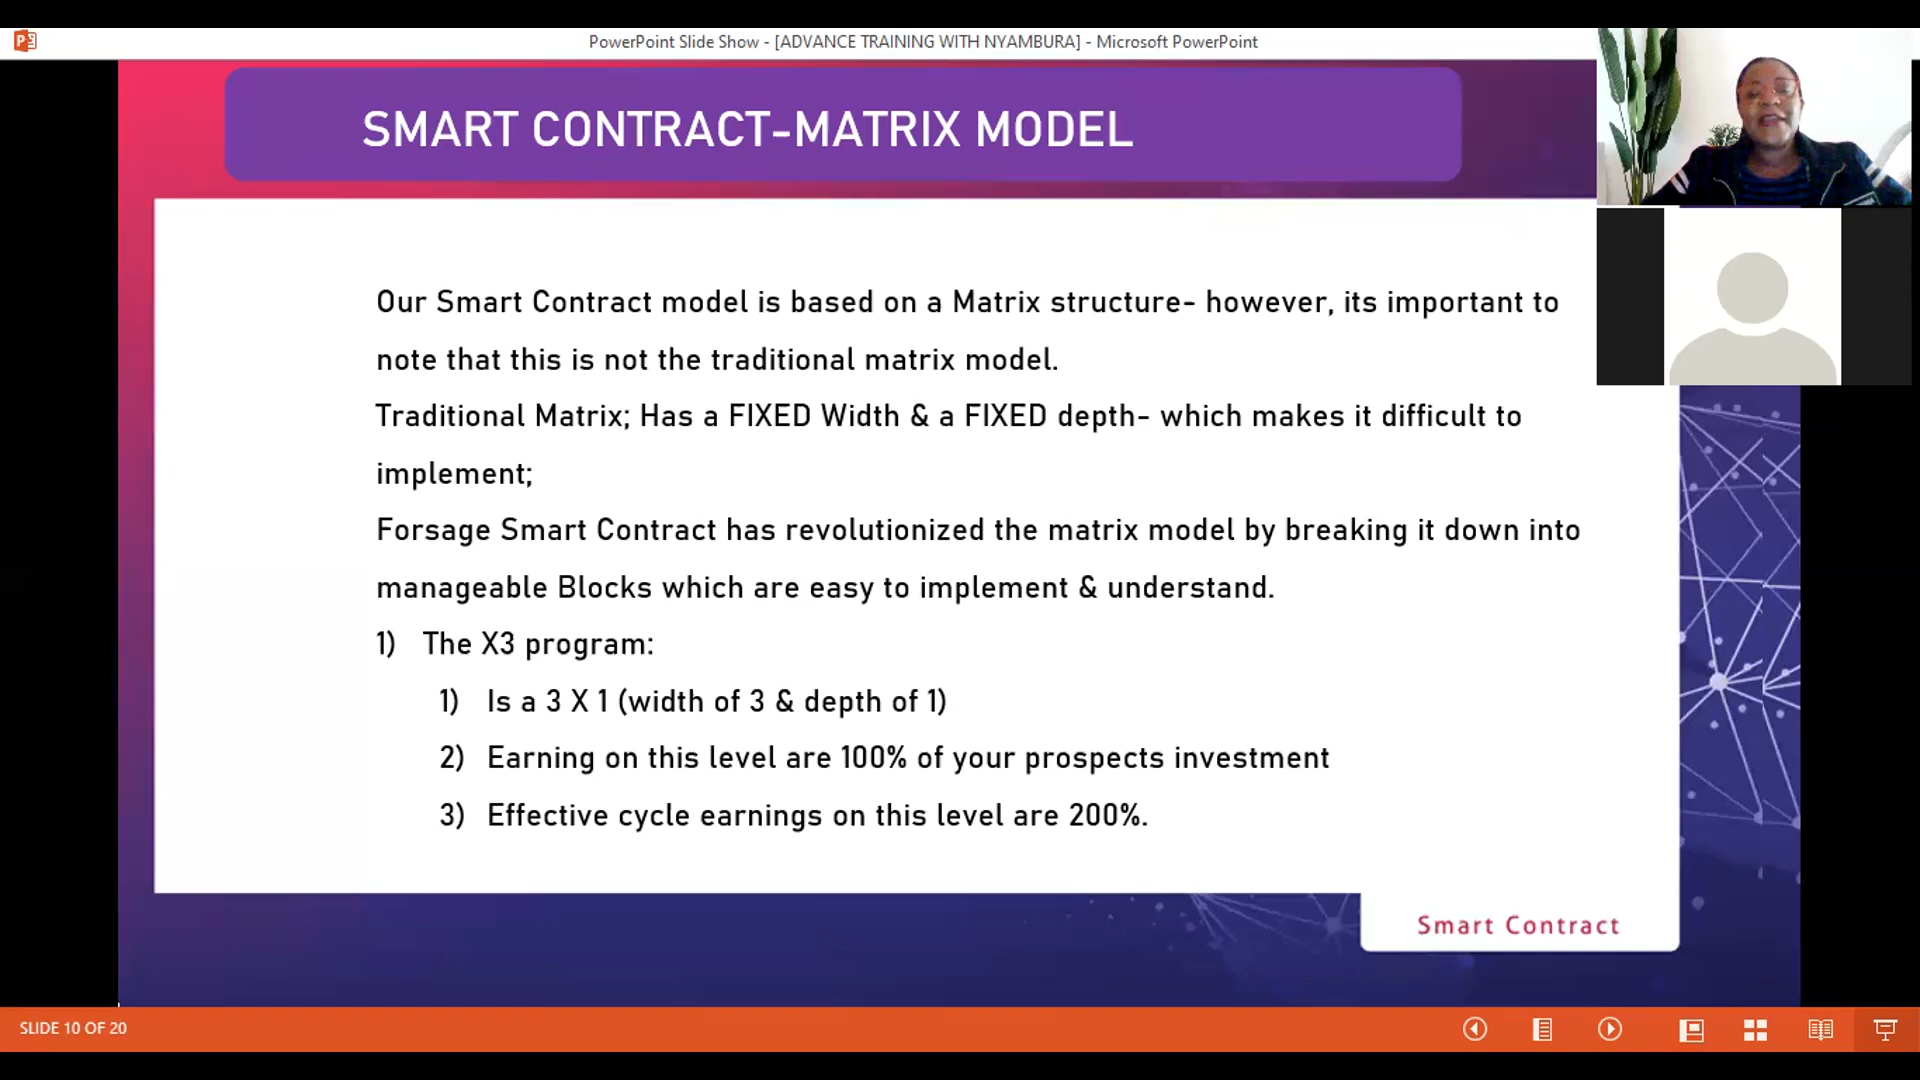 PowerPoint Slide Show - [ADVANCE TRAINING WITH NYAMBURA] - Microsoft PowerPoint
SMART CONTRACT-MATRIX MODEL
Our Smart Contract model is based on a Matrix structure- however, its important to
note that this is not the traditional matrix model.
Traditional Matrix; Has a FIXED Width & a FIXED depth- which makes it difficult to
implement;
Forsage Smart Contract has revolutionized the matrix model by breaking it down into
manageable Blocks which are easy to implement & understand.
1) The X3 program:
1) Is a 3 X 1 (width of 3 & depth of 1)
2) Earning on this level are 100% of your prospects investment
3) Effective cycle earnings on this level are 200%.
Smart Contract
SLIDE 10 OF 20